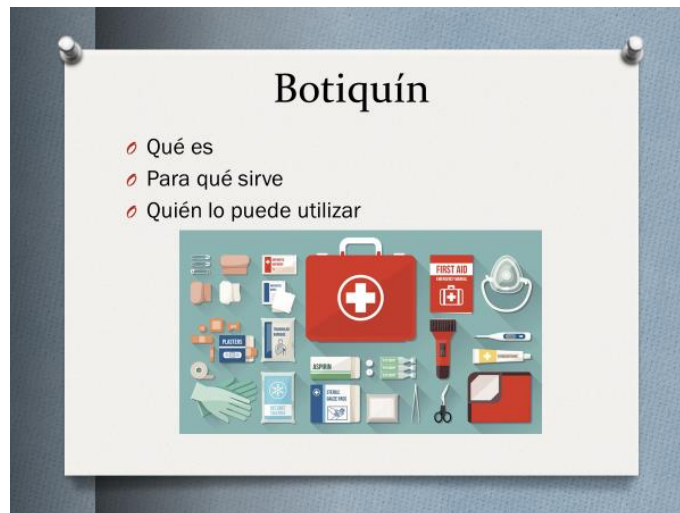 Botiquín
Qué es
Para qué sirve
Quién lo puede utilizar
FIRST AID
PLASTERS
ASPIRIN